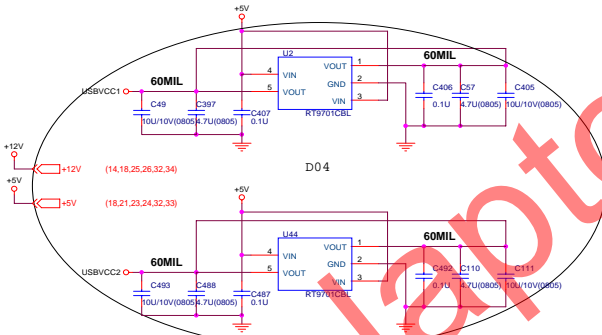 +5V
U2
60MIL
60MIL
4 VIN VOUT 1
GND 2
USBVCC1
5 VOUT VIN 3
RT9701CBL
C49
10U/10V(0805)
C397
4.7U(0805)
C407
0.1U
C406
0.1U
C57
4.7U(0805)
C405
10U/10V(0805)
+12V
+12V (14,18,25,26,32,34)
D04
+5V
+5V (18,21,23,24,32,33)
+5V
U44
60MIL
60MIL
4 VIN VOUT 1
GND 2
USBVCC2
5 VOUT VIN 3
RT9701CBL
C493
10U/10V(0805)
C488
4.7U(0805)
C487
0.1U
C492
0.1U
C110
4.7U(0805)
C111
10U/10V(0805)
lapto